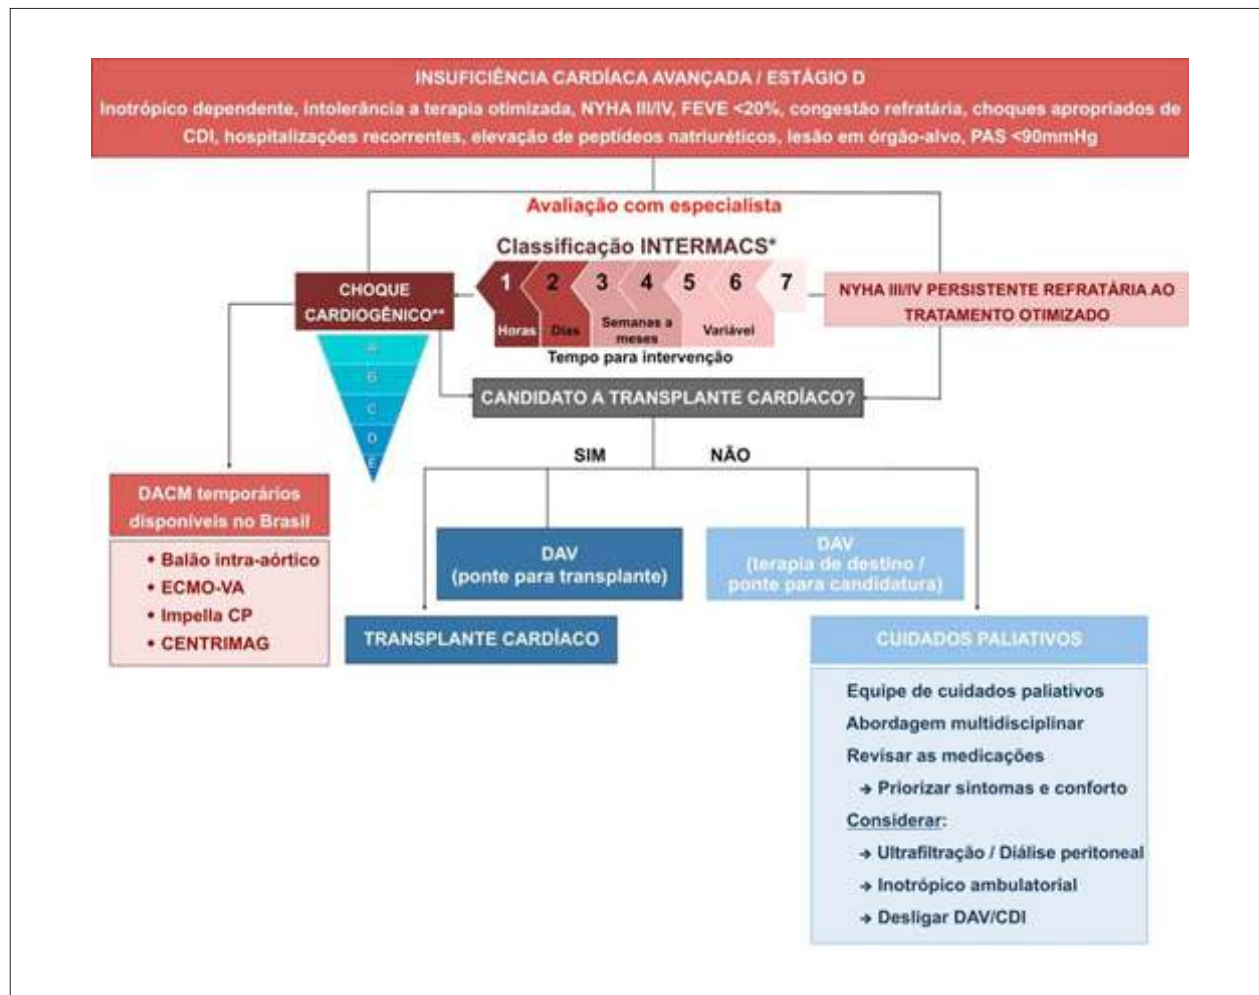 INSUFICIÊNCIA CARDÍACA AVANÇADA / ESTÁGIO D
Inotrópico dependente, intolerância a terapia otimizada, NYHA III/IV, FEVE <20%, congestão refratária, choques apropriados de
CDI, hospitalizações recorrentes, elevação de peptídeos natriuréticos, lesão em órgão-alvo, PAS <90mmHg
Avaliação com especialista
Classificação INTERMACS*
1 2 3 4 5 6 7
Horas Dias Semanas a
meses Variável
Tempo para intervenção
CHOQUE
CARDIOGÊNICO**
NYHA III/IV PERSISTENTE REFRATÁRIA AO
TRATAMENTO OTIMIZADO
A
B
C
D
E
CANDIDATO A TRANSPLANTE CARDÍACO?
SIM NÃO
DACM temporários
disponíveis no Brasil
• Balão intra-aórtico
• ECMO-VA
• Impella CP
• CENTRIMAG
DAV
(ponte para transplante)
DAV
(terapia de destino /
ponte para candidatura)
TRANSPLANTE CARDÍACO
CUIDADOS PALIATIVOS
Equipe de cuidados paliativos
Abordagem multidisciplinar
Revisar as medicações
→ Priorizar sintomas e conforto
Considerar:
→ Ultrafiltração / Diálise peritoneal
→ Inotrópico ambulatorial
→ Desligar DAV/CDI